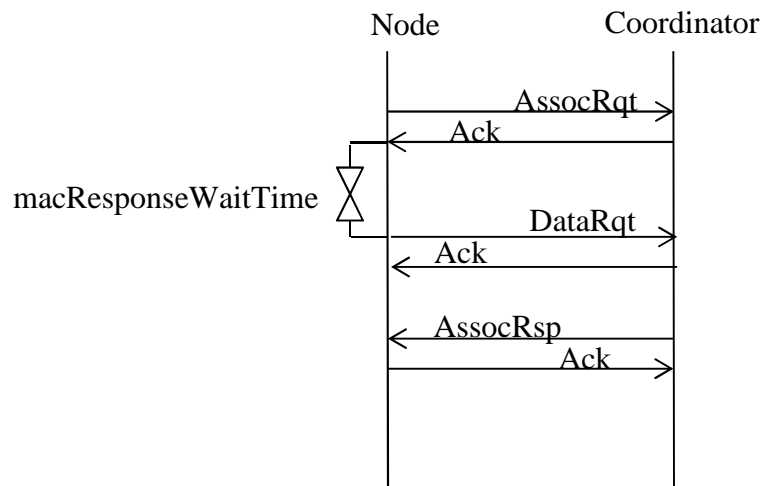 Node
Coordinator
AssocRqt
Ack
macResponseWaitTime
DataRqt
Ack
AssocRsp
Ack